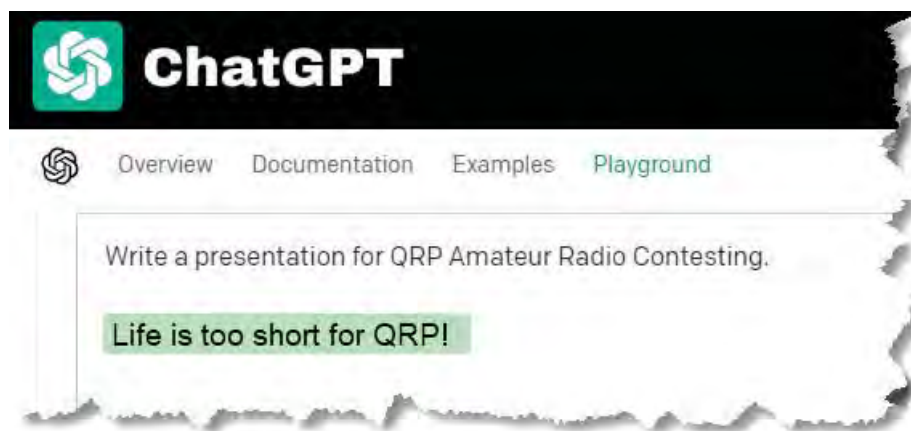 ChatGPT
Overview Documentation Examples Playground
Write a presentation for QRP Amateur Radio Contesting.
Life is too short for QRP!